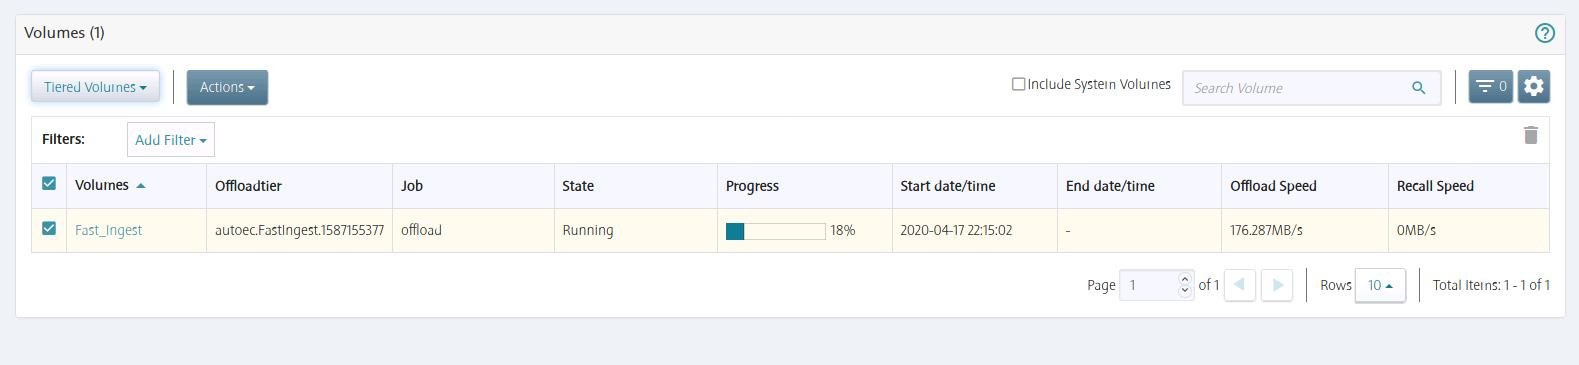 Volumes (1)
Tiered Volumes Actions Include System Volumes Search Volume 0
Filters: Add Filter
Volumes Offloadtier Job State Progress Start date/time End date/time Offload Speed Recall Speed
Fast_Ingest autoec.FastIngest.1587155377 offload Running 18% 2020-04-17 22:15:02 - 176.287MB/s 0MB/s
Page 1 of 1 Rows 10 Total Items: 1 - 1 of 1